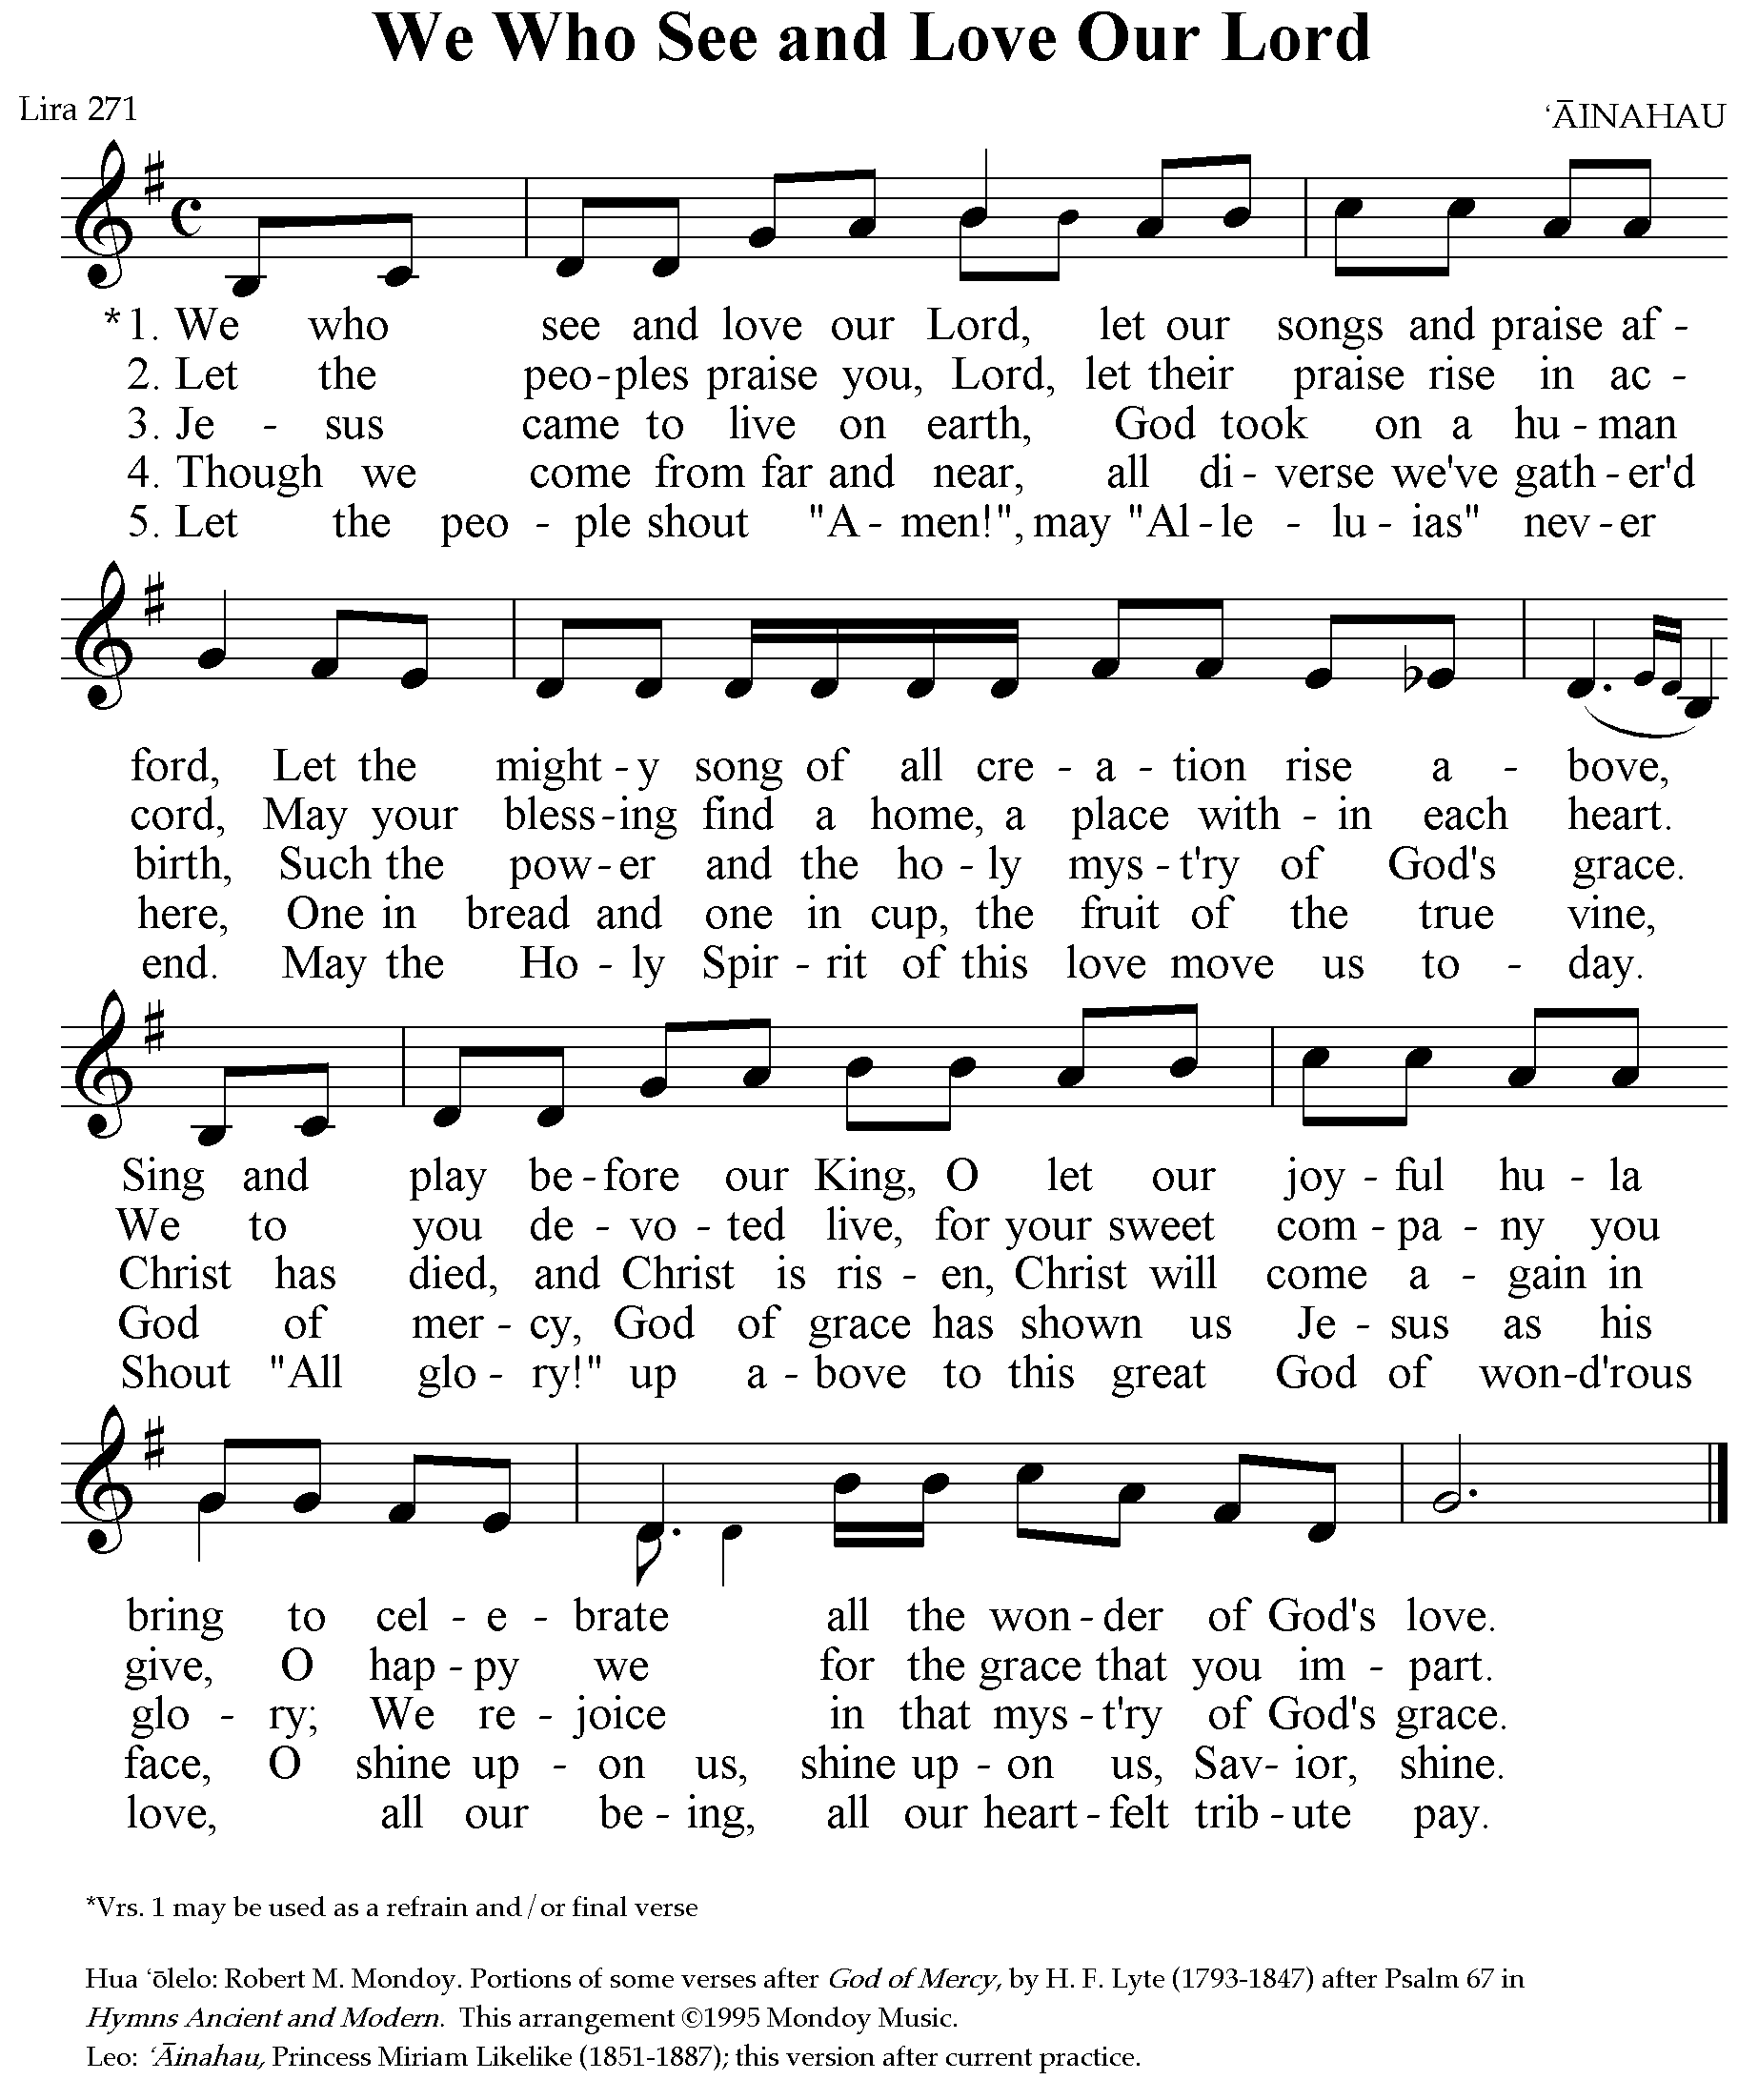 We Who See and Love Our Lord
Lira 271
ʻĀINAHAU
*1. We who see and love our Lord, let our songs and praise af -
2. Let the peo - ples praise you, Lord, let their praise rise in ac -
3. Je - sus came to live on earth, God took on a hu - man
4. Though we come from far and near, all di - verse we've gath - er'd
5. Let the peo - ple shout "A - men!", may "Al - le - lu - ias" nev - er
ford, Let the might - y song of all cre - a - tion rise a - bove,
cord, May your bless - ing find a home, a place with - in each heart.
birth, Such the pow - er and the ho - ly mys - t'ry of God's grace.
here, One in bread and one in cup, the fruit of the true vine,
end. May the Ho - ly Spir - rit of this love move us to - day.
Sing and play be - fore our King, O let our joy - ful hu - la
We to you de - vo - ted live, for your sweet com - pa - ny you
Christ has died, and Christ is ris - en, Christ will come a - gain in
God of mer - cy, God of grace has shown us Je - sus as his
Shout "All glo - ry!" up a - bove to this great God of won - d'rous
bring to cel - e - brate all the won - der of God's love.
give, O hap - py we for the grace that you im - part.
glo - ry; We re - joice in that mys - t'ry of God's grace.
face, O shine up - on us, shine up - on us, Sav - ior, shine.
love, all our be - ing, all our heart - felt trib - ute pay.
*Vrs. 1 may be used as a refrain and/or final verse
Hua ʻōlelo: Robert M. Mondoy. Portions of some verses after God of Mercy, by H. F. Lyte (1793-1847) after Psalm 67 in
Hymns Ancient and Modern. This arrangement ©1995 Mondoy Music.
Leo: ʻĀinahau, Princess Miriam Likelike (1851-1887); this version after current practice.